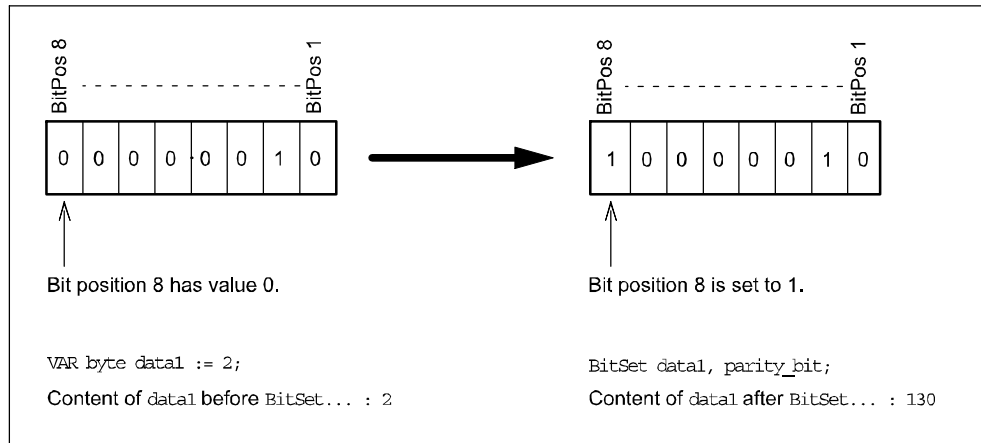 BitPos 8 BitPos 1 BitPos 8 BitPos 1
0 0 0 0 0 0 1 0 1 0 0 0 0 0 1 0
Bit position 8 has value 0. Bit position 8 is set to 1.
VAR byte data1 := 2; BitSet data1, parity_bit;
Content of data1 before BitSet... : 2 Content of data1 after BitSet... : 130